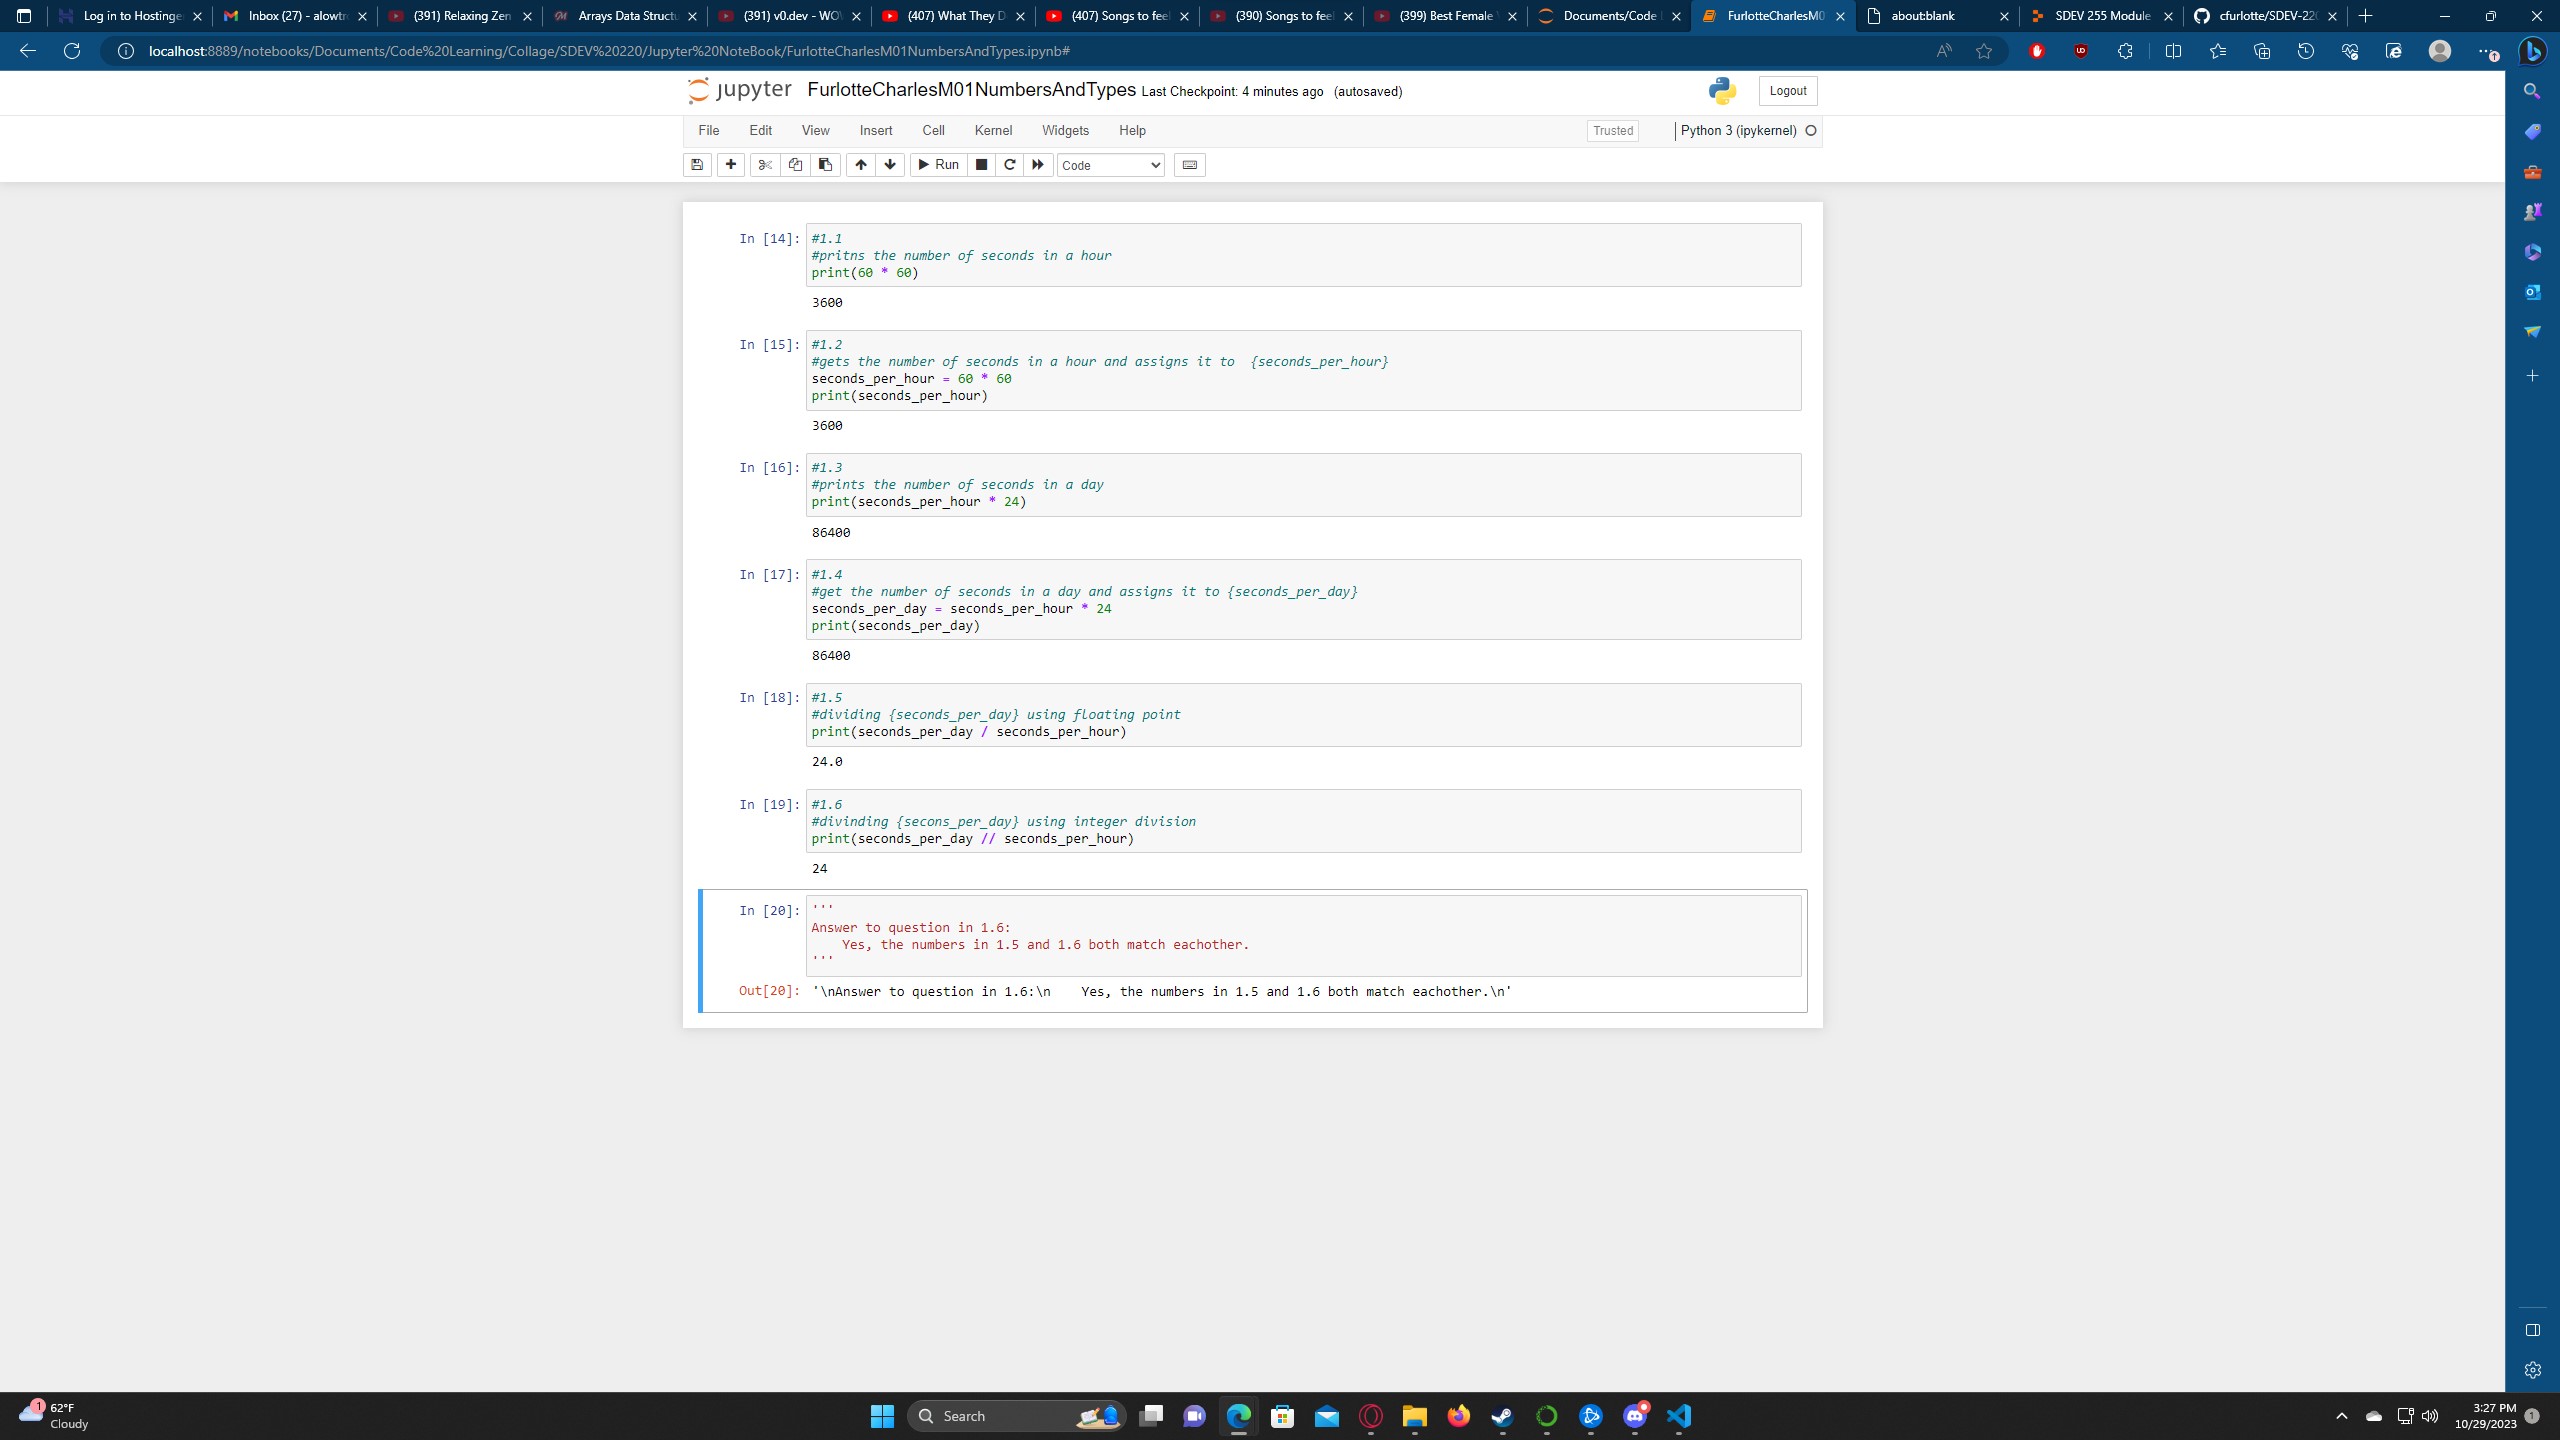 Log in to Hostinge
Inbox (27) - alowtr
(391) Relaxing Zen
Arrays Data Structu
(391) v0.dev - WOW
(407) What They D
(407) Songs to feel
(390) Songs to feel
(399) Best Female V
Documents/Code L
FurlotteCharlesM0
about:blank
SDEV 255 Module
cfurlotte/SDEV-220
localhost:8889/notebooks/Documents/Code%20Learning/Collage/SDEV%20220/Jupyter%20NoteBook/FurlotteCharlesM01NumbersAndTypes.ipynb#
jupyter FurlotteCharlesM01NumbersAndTypes Last Checkpoint: 4 minutes ago (autosaved)
Logout
File Edit View Insert Cell Kernel Widgets Help
Trusted
Python 3 (ipykernel)
Run
Code
In [14]: #1.1
#pritns the number of seconds in a hour
print(60 * 60)
3600
In [15]: #1.2
#gets the number of seconds in a hour and assigns it to  {seconds_per_hour}
seconds_per_hour = 60 * 60
print(seconds_per_hour)
3600
In [16]: #1.3
#prints the number of seconds in a day
print(seconds_per_hour * 24)
86400
In [17]: #1.4
#get the number of seconds in a day and assigns it to {seconds_per_day}
seconds_per_day = seconds_per_hour * 24
print(seconds_per_day)
86400
In [18]: #1.5
#dividing {seconds_per_day} using floating point
print(seconds_per_day / seconds_per_hour)
24.0
In [19]: #1.6
#divinding {secons_per_day} using integer division
print(seconds_per_day // seconds_per_hour)
24
In [20]: '''
Answer to question in 1.6:
    Yes, the numbers in 1.5 and 1.6 both match eachother.
'''
Out[20]: '\nAnswer to question in 1.6:\n    Yes, the numbers in 1.5 and 1.6 both match eachother.\n'
1
62°F
Cloudy
Search
3:27 PM
10/29/2023
1